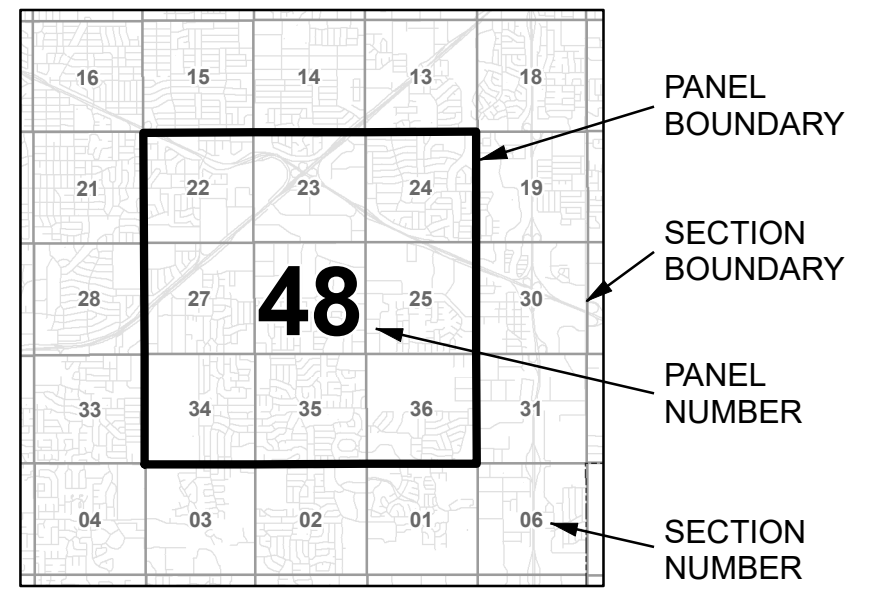 16 15 14 13 18
PANEL
BOUNDARY
21 22 23 24 19
SECTION
BOUNDARY
28 27 48 25 30
PANEL
NUMBER
33 34 35 36 31
04 03 02 01 06
SECTION
NUMBER